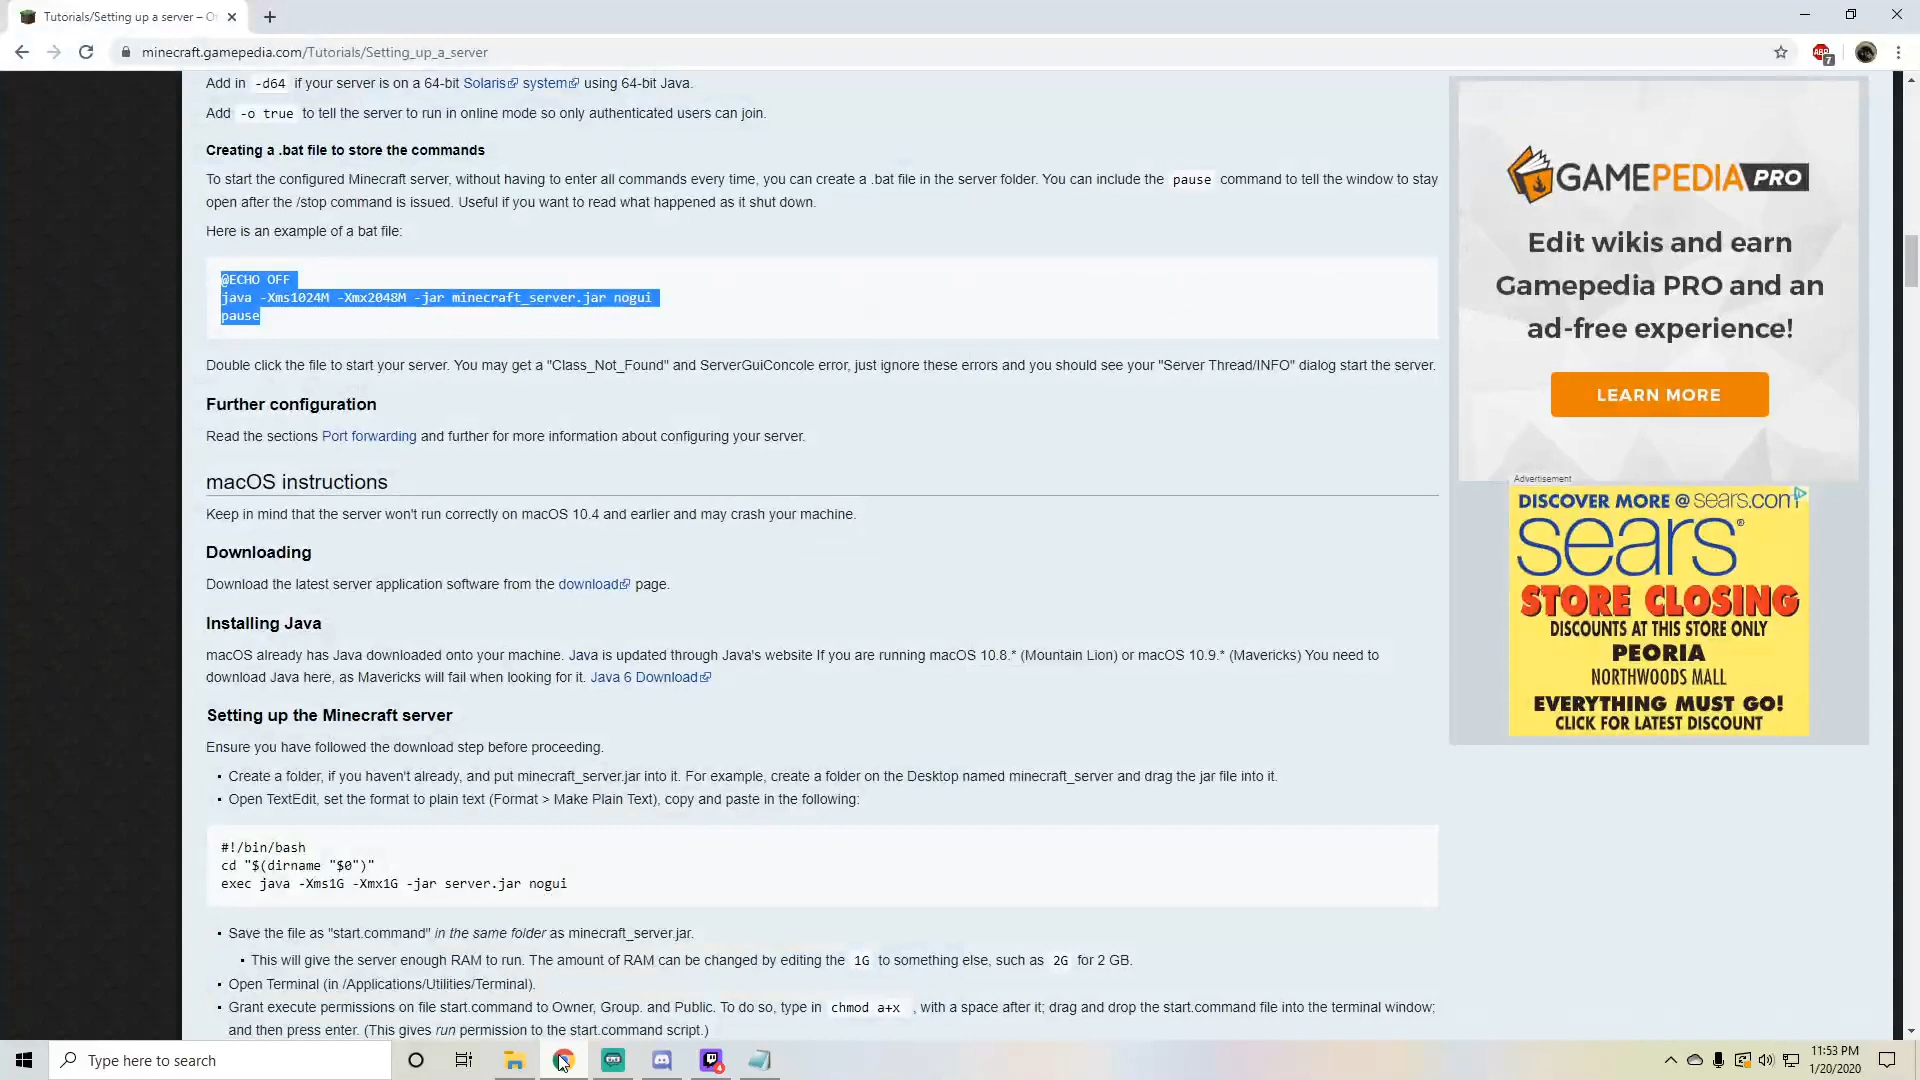 Tutorials/Setting up a server – O
minecraft.gamepedia.com/Tutorials/Setting_up_a_server
ABP
7
Add in -d64 if your server is on a 64-bit Solaris system using 64-bit Java.
Add -o true to tell the server to run in online mode so only authenticated users can join.
Creating a .bat file to store the commands
To start the configured Minecraft server, without having to enter all commands every time, you can create a .bat file in the server folder. You can include the pause command to tell the window to stay
open after the /stop command is issued. Useful if you want to read what happened as it shut down.
Here is an example of a bat file:
@ECHO OFF
java -Xms1024M -Xmx2048M -jar minecraft_server.jar nogui
pause
Double click the file to start your server. You may get a "Class_Not_Found" and ServerGuiConcole error, just ignore these errors and you should see your "Server Thread/INFO" dialog start the server.
Further configuration
Read the sections Port forwarding and further for more information about configuring your server.
macOS instructions
Keep in mind that the server won't run correctly on macOS 10.4 and earlier and may crash your machine.
Downloading
Download the latest server application software from the download page.
Installing Java
macOS already has Java downloaded onto your machine. Java is updated through Java's website If you are running macOS 10.8.* (Mountain Lion) or macOS 10.9.* (Mavericks) You need to
download Java here, as Mavericks will fail when looking for it. Java 6 Download
Setting up the Minecraft server
Ensure you have followed the download step before proceeding.
▪ Create a folder, if you haven't already, and put minecraft_server.jar into it. For example, create a folder on the Desktop named minecraft_server and drag the jar file into it.
▪ Open TextEdit, set the format to plain text (Format > Make Plain Text), copy and paste in the following:
#!/bin/bash
cd "$(dirname "$0")"
exec java -Xms1G -Xmx1G -jar server.jar nogui
▪ Save the file as "start.command" in the same folder as minecraft_server.jar.
▪ This will give the server enough RAM to run. The amount of RAM can be changed by editing the 1G to something else, such as 2G for 2 GB.
▪ Open Terminal (in /Applications/Utilities/Terminal).
▪ Grant execute permissions on file start.command to Owner, Group. and Public. To do so, type in chmod a+x , with a space after it; drag and drop the start.command file into the terminal window;
and then press enter. (This gives run permission to the start.command script.)
GAMEPEDIA PRO
Edit wikis and earn
Gamepedia PRO and an
ad-free experience!
LEARN MORE
Advertisement
DISCOVER MORE @ sears.com
sears®
STORE CLOSING
DISCOUNTS AT THIS STORE ONLY
PEORIA
NORTHWOODS MALL
EVERYTHING MUST GO!
CLICK FOR LATEST DISCOUNT
Type here to search
4
11:53 PM
1/20/2020